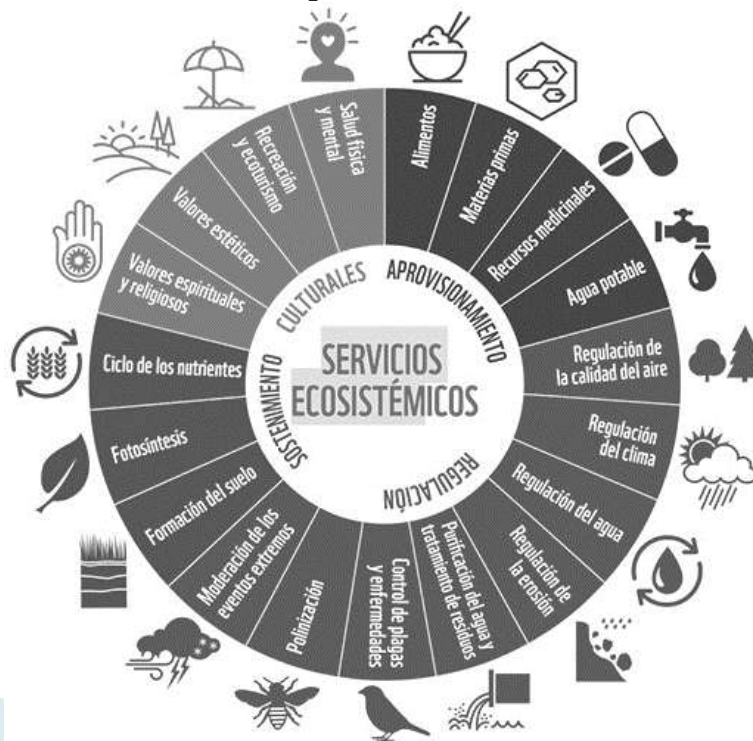 SERVICIOS
ECOSISTÉMICOS
APROVISIONAMIENTO
Alimentos
Materias primas
Recursos medicinales
Agua potable
REGULACIÓN
Regulación de
la calidad del aire
Regulación
del clima
Regulación del agua
Regulación de
la erosión
Purificación del agua y
tratamiento de residuos
Control de plagas
y enfermedades
Polinización
Moderación de los
eventos extremos
SOSTENIMIENTO
Formación del suelo
Fotosíntesis
Ciclo de los nutrientes
CULTURALES
Valores espirituales
y religiosos
Valores estéticos
Recreación
y ecoturismo
Salud física
y mental